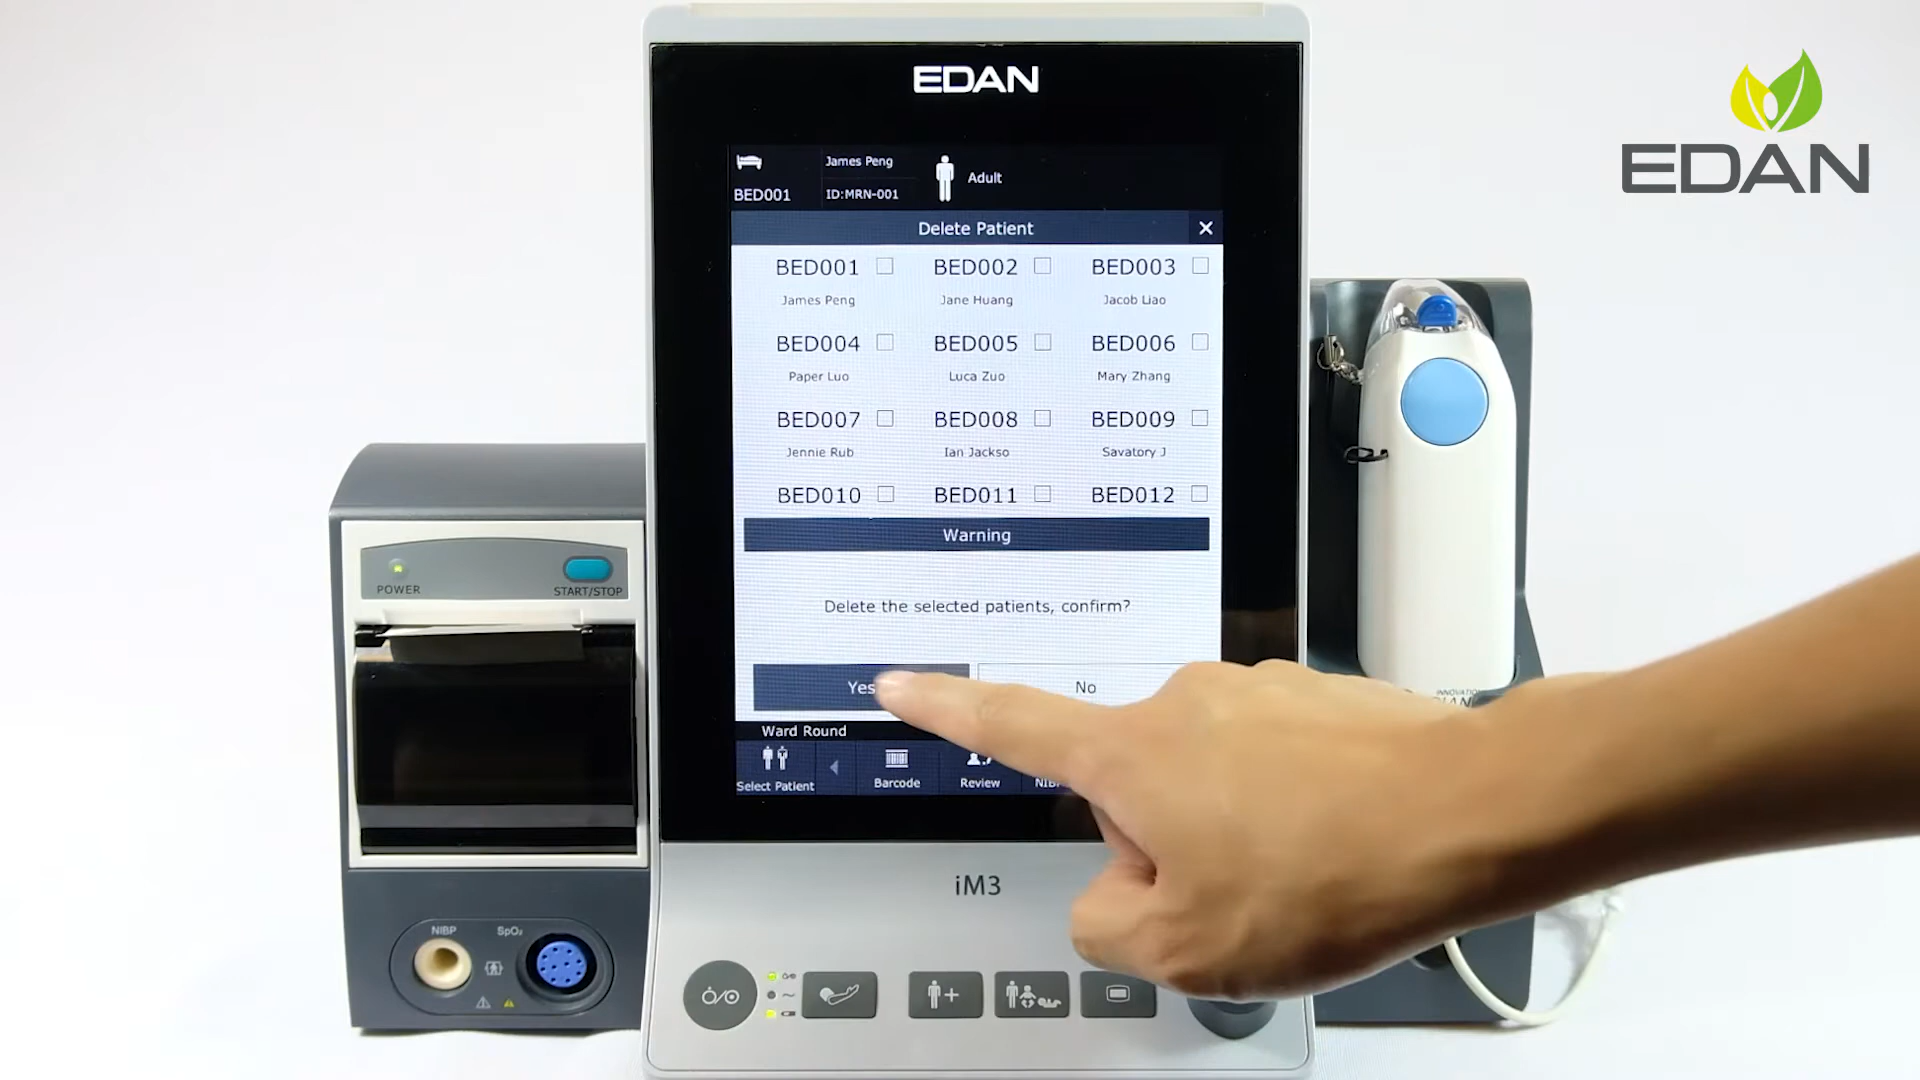 EDAN
EDAN
James Peng
Adult
BED001
ID:MRN-001
Delete Patient
BED001 BED002 BED003
James Peng Jane Huang Jacob Liao
BED004 BED005 BED006
Paper Luo Luca Zuo Mary Zhang
BED007 BED008 BED009
Jennie Rub Ian Jackso Savatory J
BED010 BED011 BED012
Warning
Delete the selected patients, confirm?
Yes No
Ward Round
Select Patient Barcode Review
POWER
START/STOP
iM3
NIBP
SpO₂